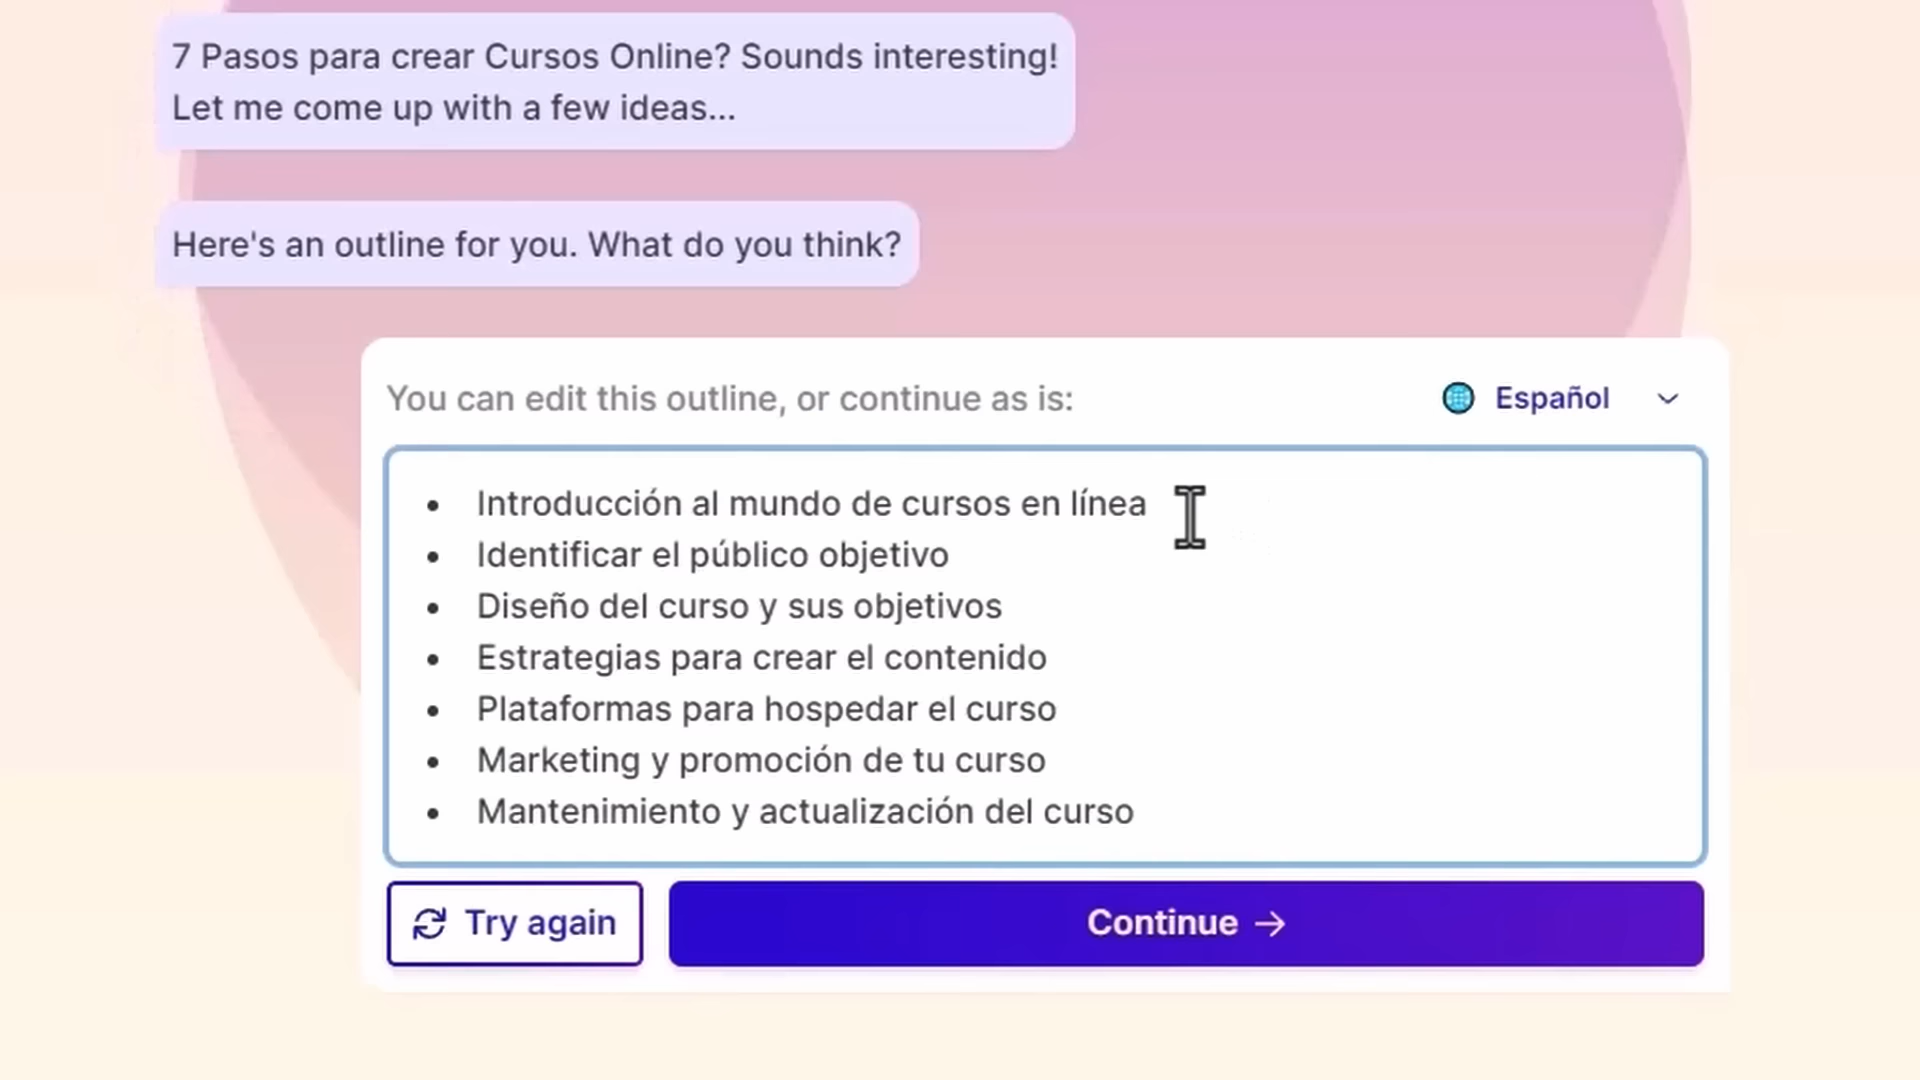 7 Pasos para crear Cursos Online? Sounds interesting!
Let me come up with a few ideas...
Here's an outline for you. What do you think?
You can edit this outline, or continue as is:
Español
• Introducción al mundo de cursos en línea
• Identificar el público objetivo
• Diseño del curso y sus objetivos
• Estrategias para crear el contenido
• Plataformas para hospedar el curso
• Marketing y promoción de tu curso
• Mantenimiento y actualización del curso
Try again
Continue →